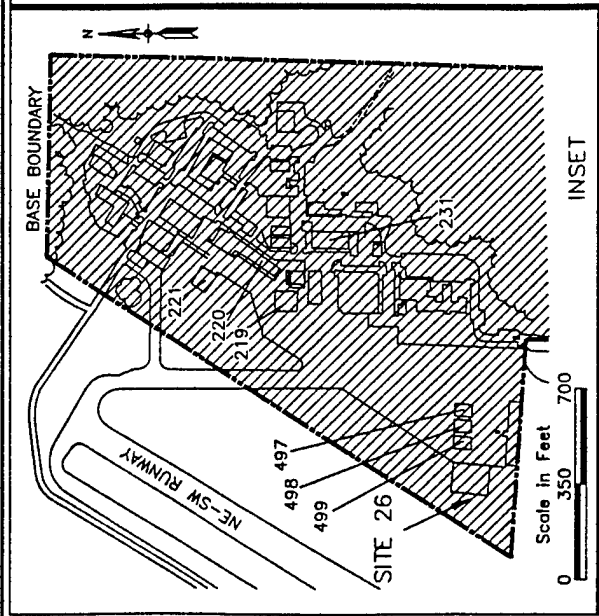 N
BASE BOUNDARY
221
220
219
231
NE-SW RUNWAY
497
498
499
SITE 26
INSET
Scale In Feet
0 350 700